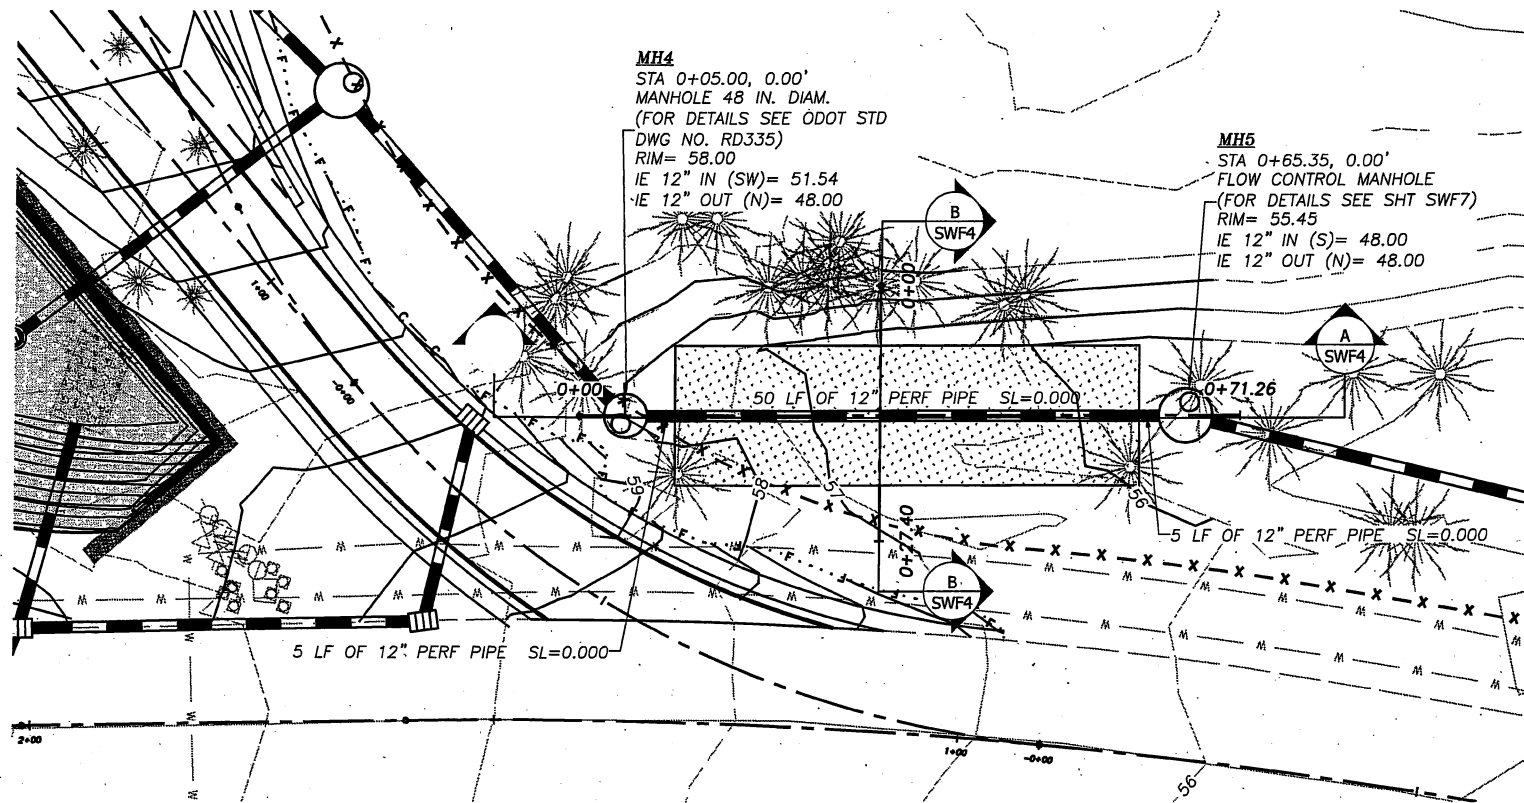 MH4
STA 0+05.00, 0.00'
MANHOLE 48 IN. DIAM.
(FOR DETAILS SEE ODOT STD
DWG NO. RD335)
RIM= 58.00
IE 12" IN (SW)= 51.54
IE 12" OUT (N)= 48.00
MH5
STA 0+65.35, 0.00'
FLOW CONTROL MANHOLE
(FOR DETAILS SEE SHT SWF7)
RIM= 55.45
IE 12" IN (S)= 48.00
IE 12" OUT (N)= 48.00
B
SWF4
0+00
A
SWF4
1+00
-0+00
0+00
50 LF OF 12" PERF PIPE SL=0.000
0+71.26
59
58
57
56
0+27.40
5 LF OF 12" PERF PIPE SL=0.000
B
SWF4
5 LF OF 12" PERF PIPE SL=0.000
2+00
1+00
-0+00
56